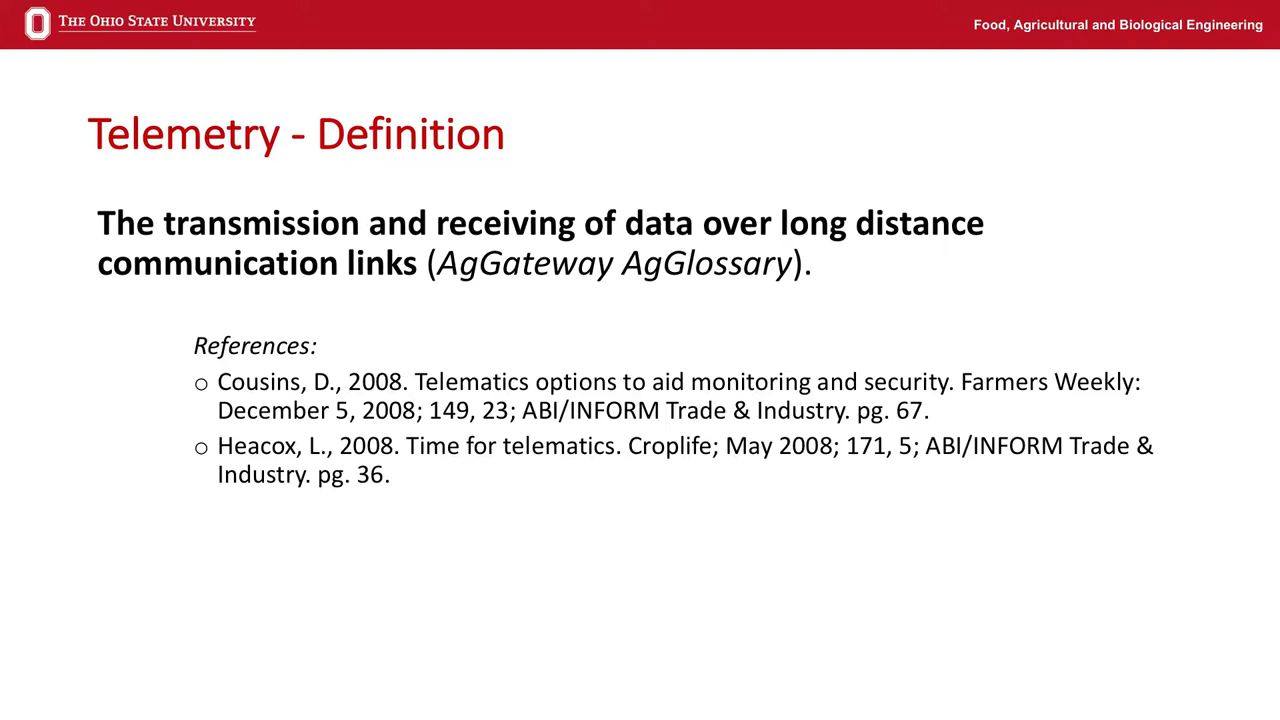 THE OHIO STATE UNIVERSITY
Food, Agricultural and Biological Engineering
Telemetry - Definition
The transmission and receiving of data over long distance
communication links (AgGateway AgGlossary).
References:
o Cousins, D., 2008. Telematics options to aid monitoring and security. Farmers Weekly:
December 5, 2008; 149, 23; ABI/INFORM Trade & Industry. pg. 67.
o Heacox, L., 2008. Time for telematics. Croplife; May 2008; 171, 5; ABI/INFORM Trade &
Industry. pg. 36.